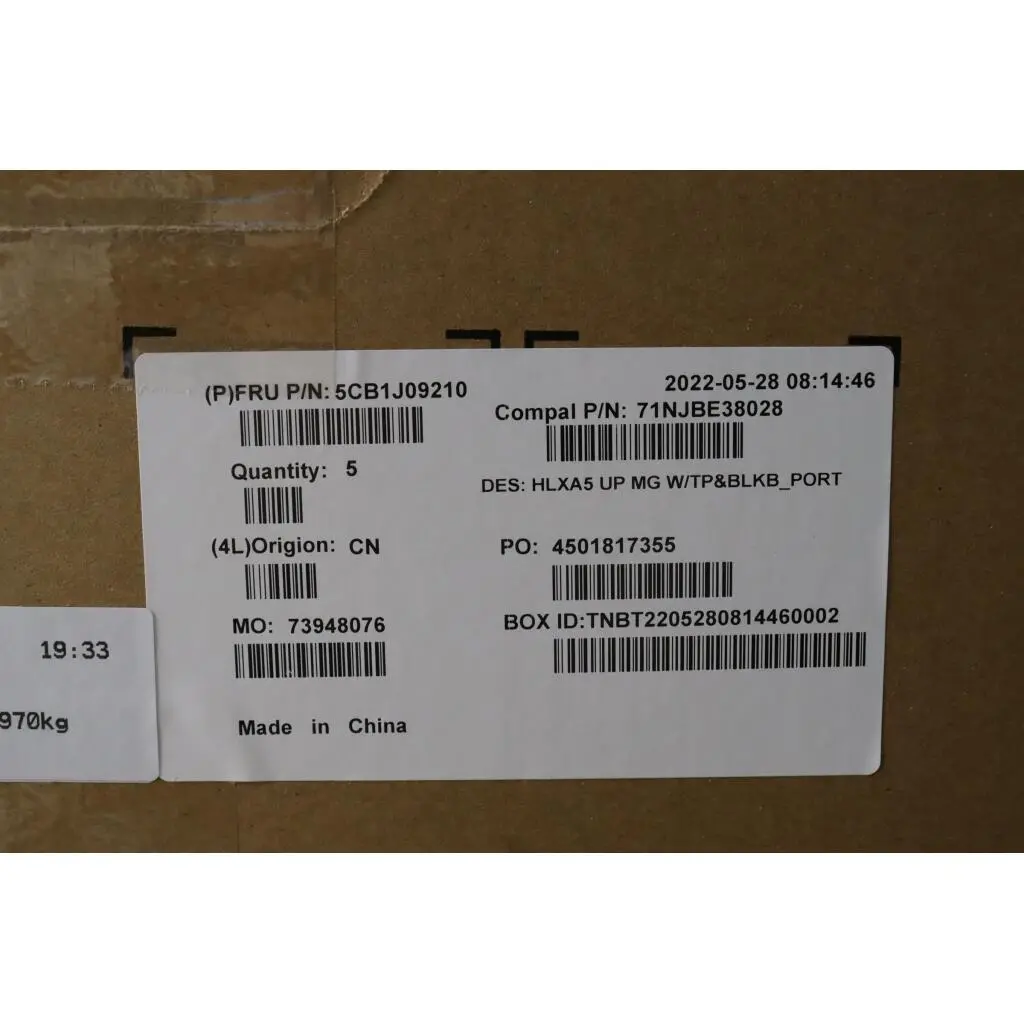 (P)FRU P/N: 5CB1J09210
2022-05-28 08:14:46
Compal P/N: 71NJBE38028
Quantity: 5
DES: HLXA5 UP MG W/TP&BLKB_PORT
(4L)Origion: CN
PO: 4501817355
MO: 73948076
BOX ID:TNBT2205280814460002
Made in China
19:33
970kg